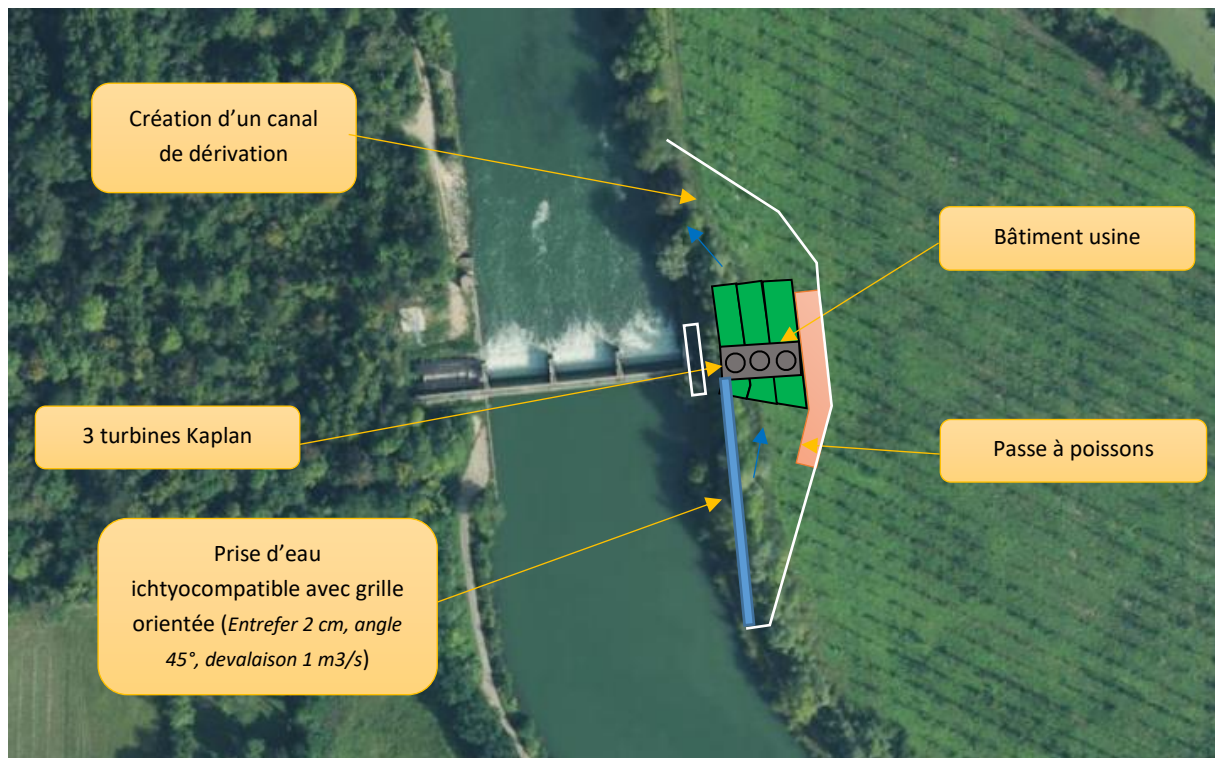 Création d’un canal
de dérivation
Bâtiment usine
3 turbines Kaplan
Passe à poissons
Prise d’eau
ichtyocompatible avec grille
orientée (Entrefer 2 cm, angle
45°, devalaison 1 m3/s)